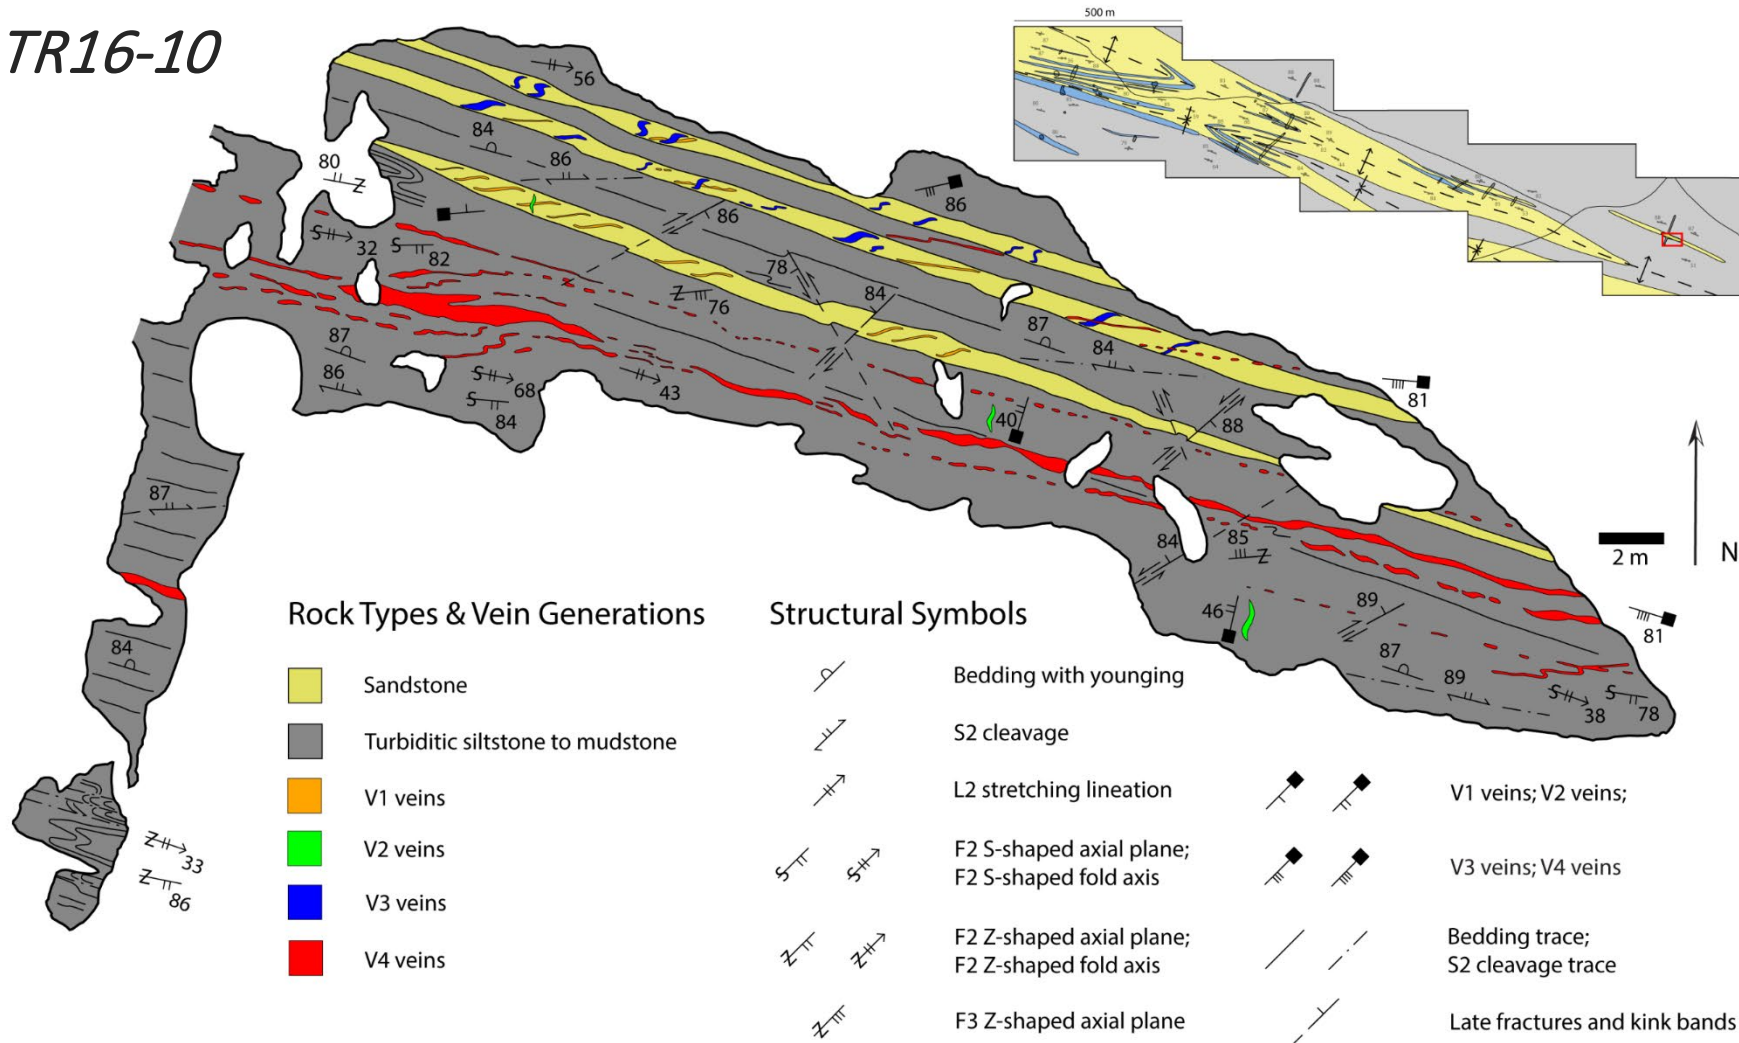 TR16-10
500 m
56
84
86
80
Z
86
86
S
32
S
82
78
84
Z
76
87
84
87
86
S
68
43
S
84
81
40
88
87
84
85
Z
2 m
N
46
89
81
84
87
89
S
38
S
78
Z
33
Z
86
Rock Types & Vein Generations
Sandstone
Turbiditic siltstone to mudstone
V1 veins
V2 veins
V3 veins
V4 veins
Structural Symbols
Bedding with younging
S2 cleavage
L2 stretching lineation
S
S
F2 S-shaped axial plane;
F2 S-shaped fold axis
Z
Z
F2 Z-shaped axial plane;
F2 Z-shaped fold axis
Z
F3 Z-shaped axial plane
V1 veins; V2 veins;
V3 veins; V4 veins
Bedding trace;
S2 cleavage trace
Late fractures and kink bands